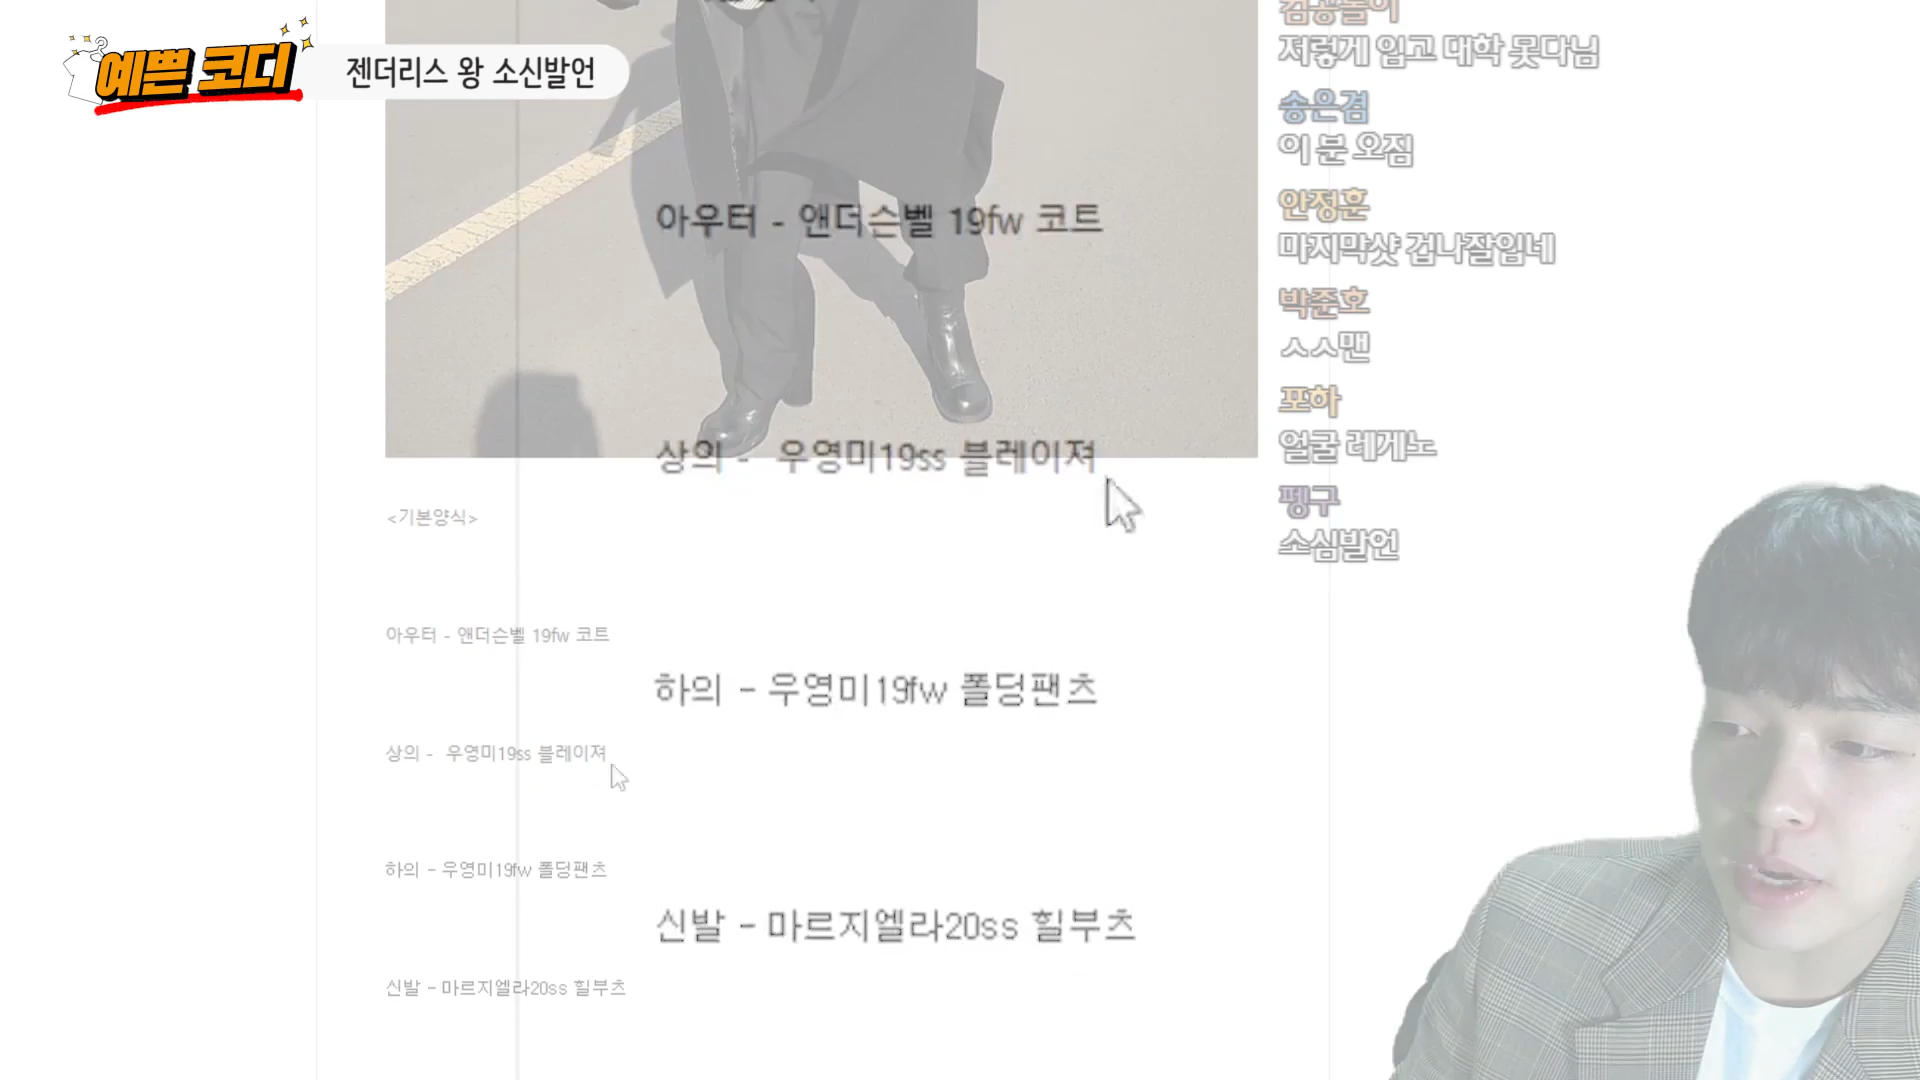 예쁜 코디
젠더리스 왕 소신발언
저렇게 입고 대학 못다님
송은겸
이 분 오짐
안정훈
마지막샷 겁나잘입네
박준호
ㅅㅅ맨
포하
얼굴 레게노
펭구
소심발언
아우터 - 앤더슨벨 19fw 코트
상의 - 우영미19ss 블레이져
하의 - 우영미19fw 폴딩팬츠
신발 - 마르지엘라20ss 힐부츠
<기본양식>
아우터 - 앤더슨벨 19fw 코트
상의 - 우영미19ss 블레이져
하의 - 우영미19fw 폴딩팬츠
신발 - 마르지엘라20ss 힐부츠